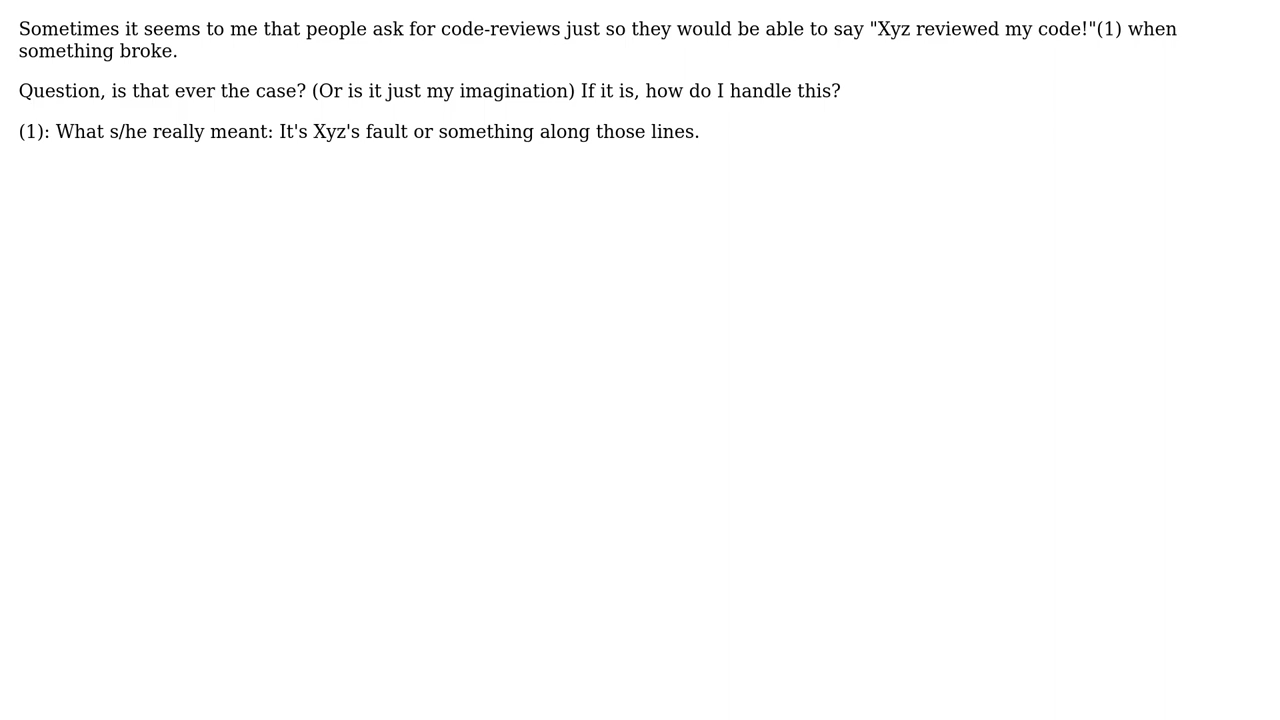 Sometimes it seems to me that people ask for code-reviews just so they would be able to say "Xyz reviewed my code!"(1) when
something broke.
Question, is that ever the case? (Or is it just my imagination) If it is, how do I handle this?
(1): What s/he really meant: It's Xyz's fault or something along those lines.